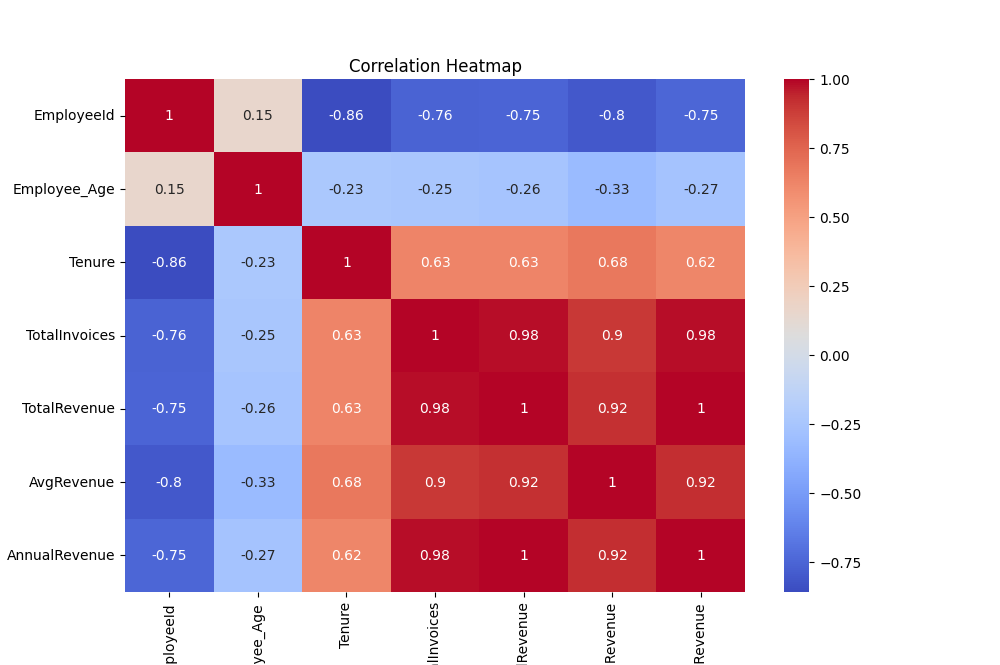 Correlation Heatmap
EmployeeId 1 0.15 -0.86 -0.76 -0.75 -0.8 -0.75
Employee_Age 0.15 1 -0.23 -0.25 -0.26 -0.33 -0.27
Tenure -0.86 -0.23 1 0.63 0.63 0.68 0.62
TotalInvoices -0.76 -0.25 0.63 1 0.98 0.9 0.98
TotalRevenue -0.75 -0.26 0.63 0.98 1 0.92 1
AvgRevenue -0.8 -0.33 0.68 0.9 0.92 1 0.92
AnnualRevenue -0.75 -0.27 0.62 0.98 1 0.92 1
ployeeId
yee_Age
Tenure
lInvoices
lRevenue
Revenue
Revenue
1.00
0.75
0.50
0.25
0.00
−0.25
−0.50
−0.75